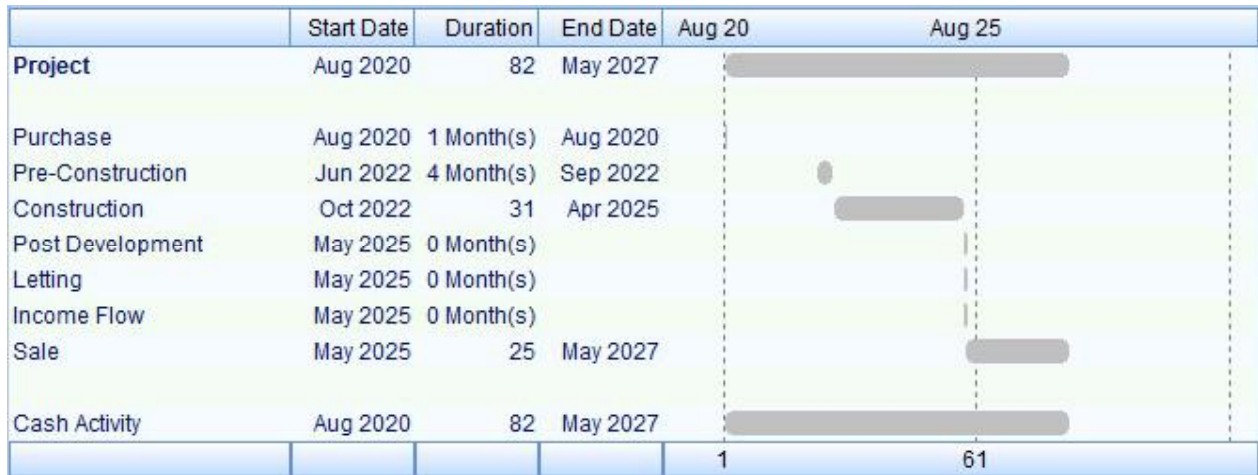 Start Date Duration End Date Aug 20 Aug 25
Project Aug 2020 82 May 2027
Purchase Aug 2020 1 Month(s) Aug 2020
Pre-Construction Jun 2022 4 Month(s) Sep 2022
Construction Oct 2022 31 Apr 2025
Post Development May 2025 0 Month(s)
Letting May 2025 0 Month(s)
Income Flow May 2025 0 Month(s)
Sale May 2025 25 May 2027
Cash Activity Aug 2020 82 May 2027
1 61